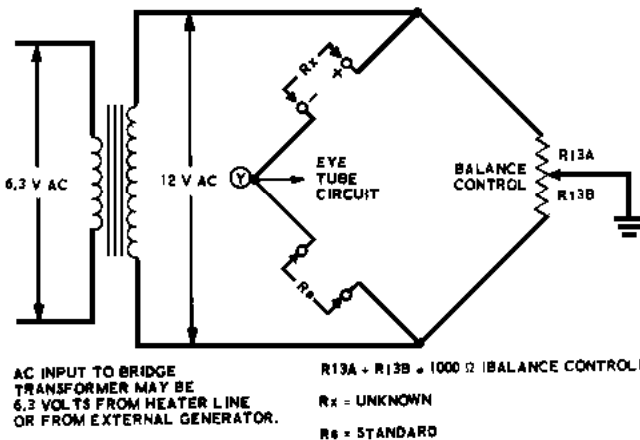 R13A
R13B
Rx
+
-
EYE
TUBE
CIRCUIT
BALANCE
CONTROL
6.3 V AC
12 V AC
Y
Rs
AC INPUT TO BRIDGE
TRANSFORMER MAY BE
6.3 VOLTS FROM HEATER LINE
OR FROM EXTERNAL GENERATOR.
R13A + R13B = 1000 Ω (BALANCE CONTROL)
Rx = UNKNOWN
Rs = STANDARD